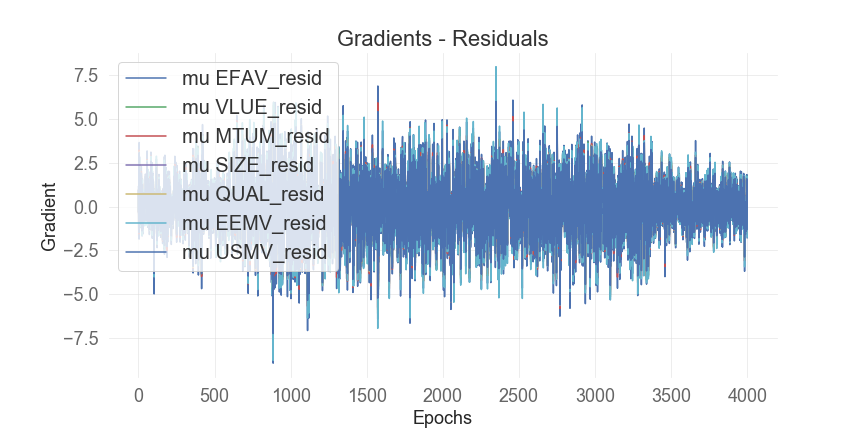 Gradients - Residuals
mu EFAV_resid
mu VLUE_resid
mu MTUM_resid
mu SIZE_resid
mu QUAL_resid
mu EEMV_resid
mu USMV_resid
7.5
5.0
2.5
0.0
−2.5
−5.0
−7.5
Gradient
0 500 1000 1500 2000 2500 3000 3500 4000
Epochs